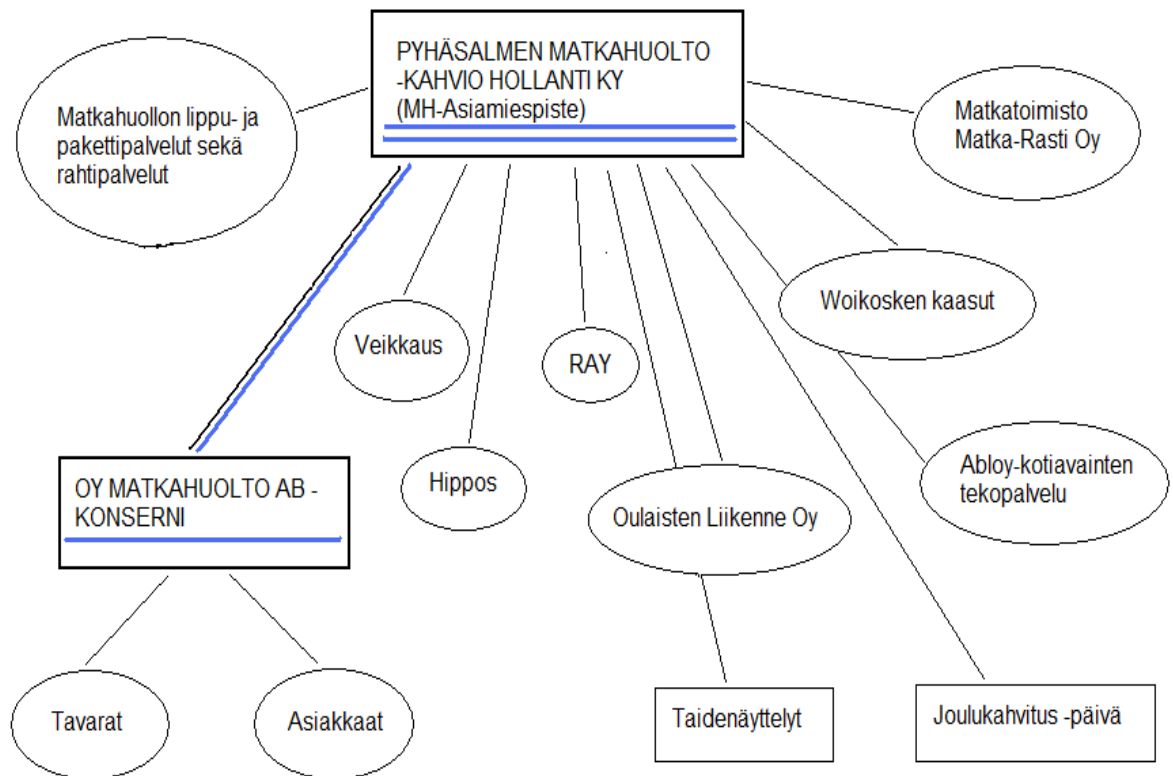 PYHÄSALMEN MATKAHUOLTO
-KAHVIO HOLLANTI KY
(MH-Asiamiespiste)
Matkahuollon lippu- ja
pakettipalvelut sekä
rahtipalvelut
Matkatoimisto
Matka-Rasti Oy
Woikosken kaasut
Veikkaus
RAY
Abloy-kotiavainten
tekopalvelu
Hippos
OY MATKAHUOLTO AB -
KONSERNI
Oulaisten Liikenne Oy
Tavarat
Asiakkaat
Taidenäyttelyt
Joulukahvitus -päivä